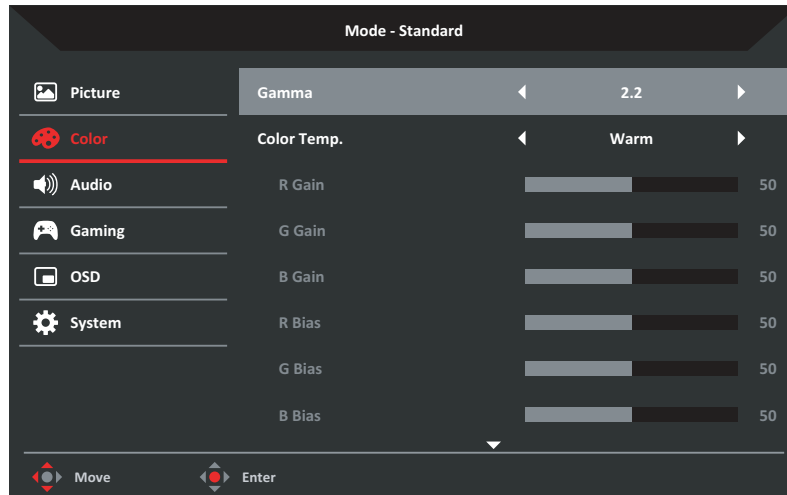 Mode - Standard
Picture
Gamma 2.2
Color
Color Temp. Warm
Audio
R Gain 50
Gaming
G Gain 50
OSD
B Gain 50
System
R Bias 50
G Bias 50
B Bias 50
Move Enter